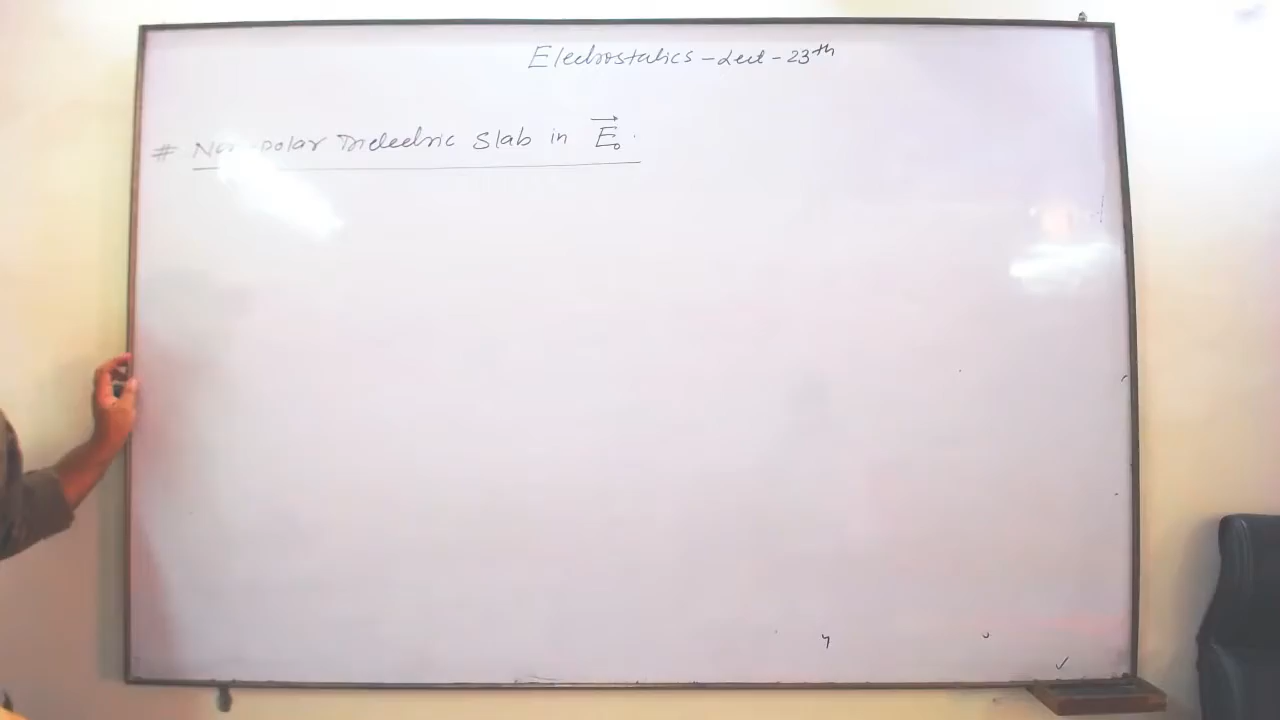 Electrostatics - Lect - 23th
# Non-polar Dielectric Slab in E₀⃗.